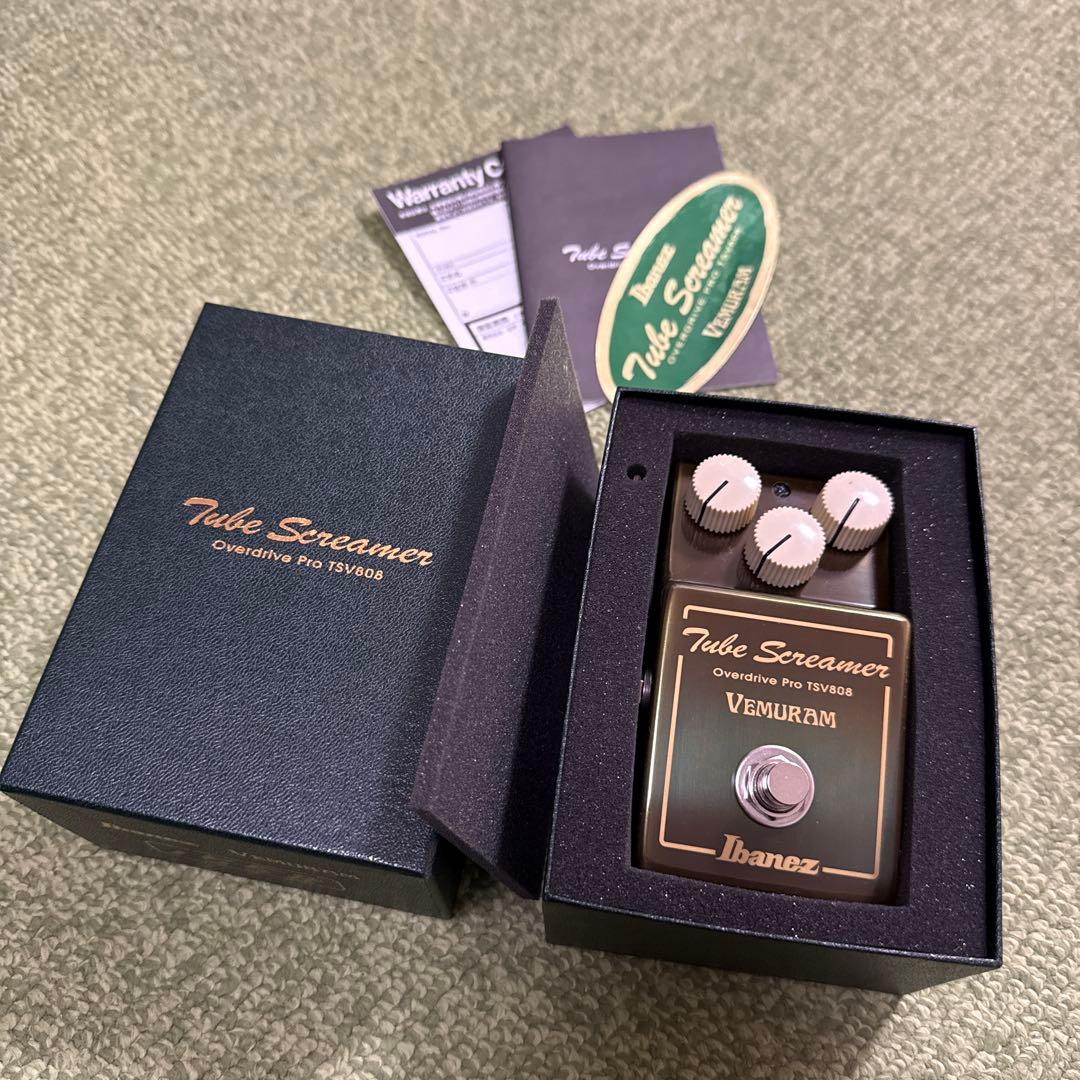 Warranty C
Tube S
Ibanez
Tube Screamer
OVERDRIVE PRO TSV808
VEMURAM
Tube Screamer
Overdrive Pro TSV808
VEMURAM
Tube Screamer
Overdrive Pro TSV808
VEMURAM
Ibanez